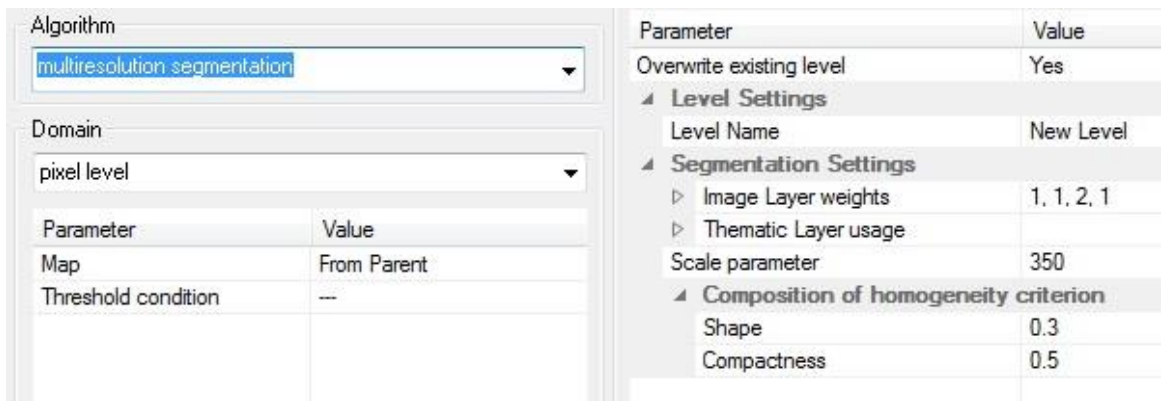 Algorithm
multiresolution segmentation
Domain
pixel level
Parameter Value
Map From Parent
Threshold condition ---
Parameter Value
Overwrite existing level Yes
Level Settings
Level Name New Level
Segmentation Settings
Image Layer weights 1, 1, 2, 1
Thematic Layer usage
Scale parameter 350
Composition of homogeneity criterion
Shape 0.3
Compactness 0.5